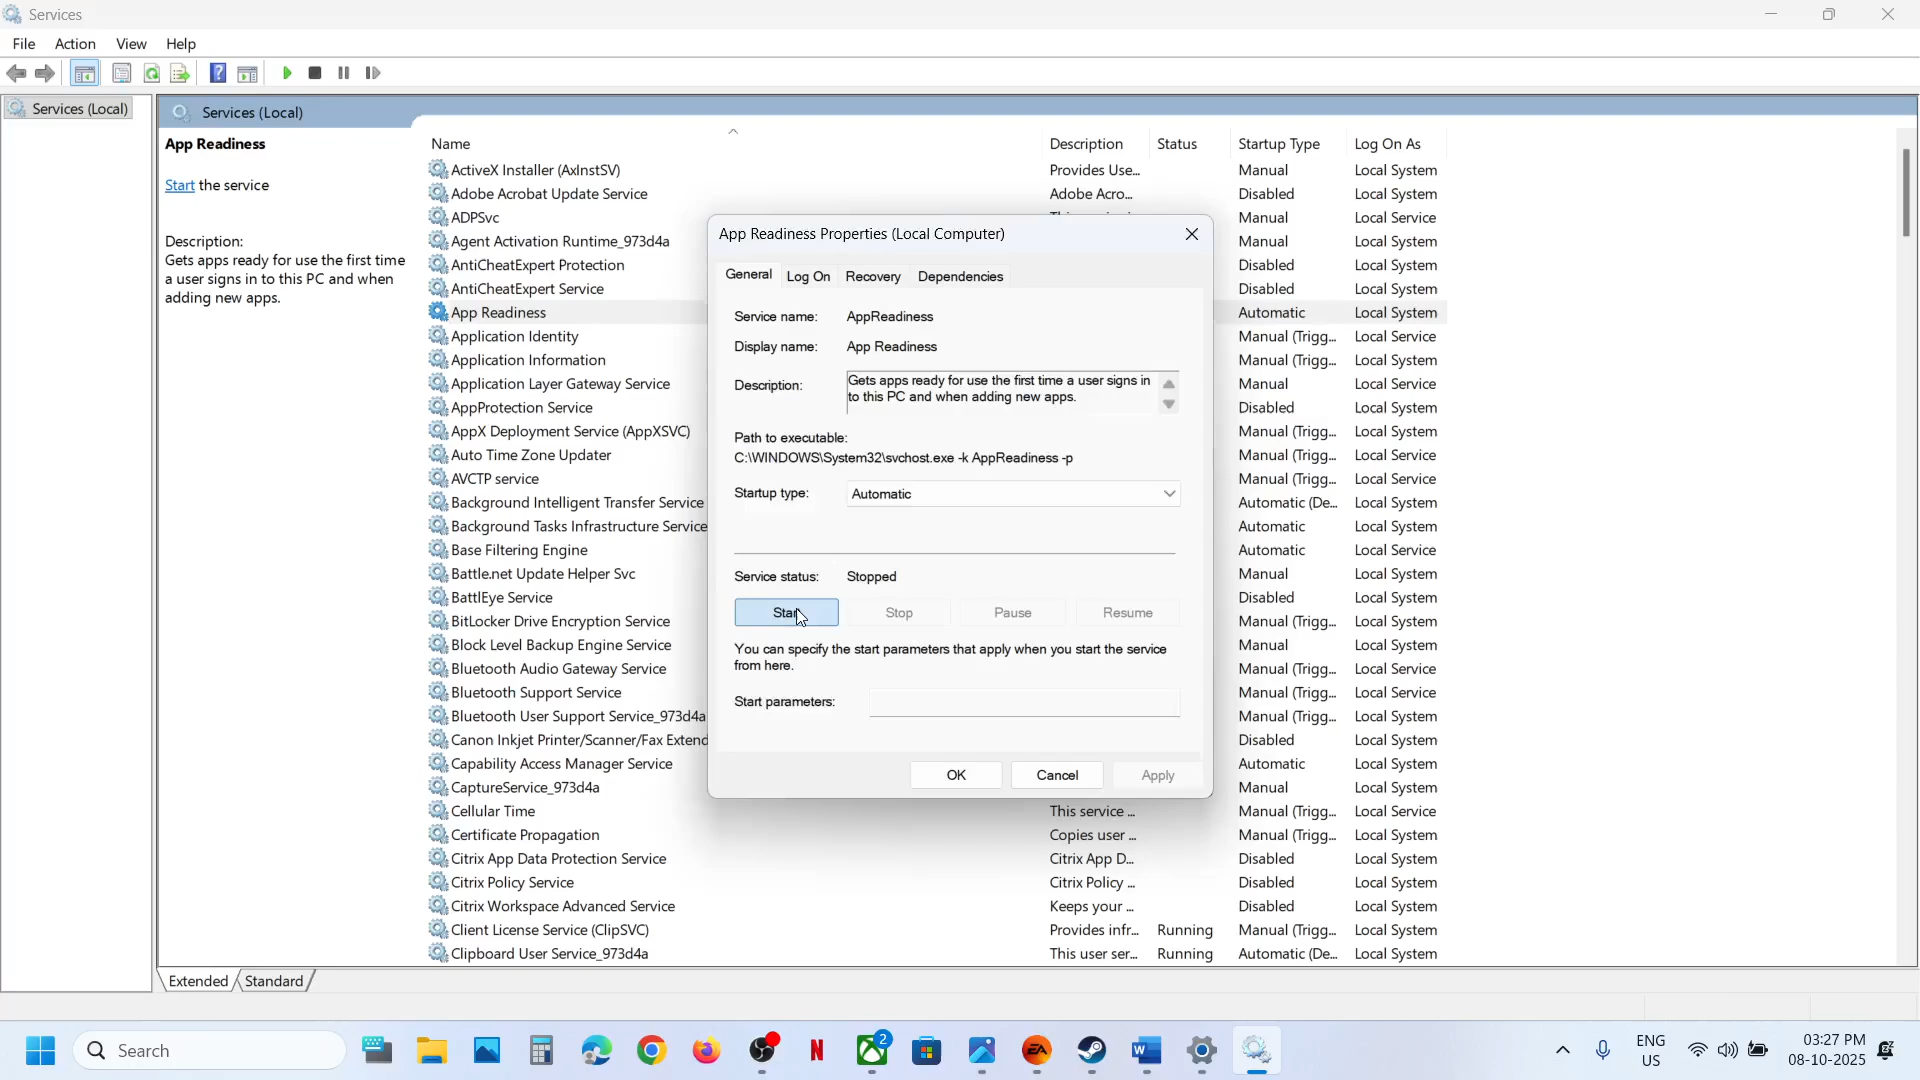 Services
File Action View Help
Services (Local)
Services (Local)
App Readiness
Start the service
Description:
Gets apps ready for use the first time
a user signs in to this PC and when
adding new apps.
Name Description Status Startup Type Log On As
ActiveX Installer (AxInstSV) Provides Use... Manual Local System
Adobe Acrobat Update Service Adobe Acro... Disabled Local System
ADPSvc Manual Local Service
Agent Activation Runtime_973d4a Manual Local System
AntiCheatExpert Protection Disabled Local System
AntiCheatExpert Service Disabled Local System
App Readiness Automatic Local System
Application Identity Manual (Trigg... Local Service
Application Information Manual (Trigg... Local System
Application Layer Gateway Service Manual Local Service
AppProtection Service Disabled Local System
AppX Deployment Service (AppXSVC) Manual (Trigg... Local System
Auto Time Zone Updater Manual (Trigg... Local Service
AVCTP service Manual (Trigg... Local Service
Background Intelligent Transfer Service Automatic (De... Local System
Background Tasks Infrastructure Service Automatic Local System
Base Filtering Engine Automatic Local Service
Battle.net Update Helper Svc Manual Local System
BattlEye Service Disabled Local System
BitLocker Drive Encryption Service Manual (Trigg... Local System
Block Level Backup Engine Service Manual Local System
Bluetooth Audio Gateway Service Manual (Trigg... Local Service
Bluetooth Support Service Manual (Trigg... Local Service
Bluetooth User Support Service_973d4a Manual (Trigg... Local System
Canon Inkjet Printer/Scanner/Fax Extend Disabled Local System
Capability Access Manager Service Automatic Local System
CaptureService_973d4a Manual Local System
Cellular Time This service ... Manual (Trigg... Local Service
Certificate Propagation Copies user ... Manual (Trigg... Local System
Citrix App Data Protection Service Citrix App D... Disabled Local System
Citrix Policy Service Citrix Policy ... Disabled Local System
Citrix Workspace Advanced Service Keeps your ... Disabled Local System
Client License Service (ClipSVC) Provides infr... Running Manual (Trigg... Local System
Clipboard User Service_973d4a This user ser... Running Automatic (De... Local System
App Readiness Properties (Local Computer)
General Log On Recovery Dependencies
Service name: AppReadiness
Display name: App Readiness
Description: Gets apps ready for use the first time a user signs in
to this PC and when adding new apps.
Path to executable:
C:\WINDOWS\System32\svchost.exe -k AppReadiness -p
Startup type: Automatic
Service status: Stopped
Start Stop Pause Resume
You can specify the start parameters that apply when you start the service
from here.
Start parameters:
OK Cancel Apply
Extended Standard
Search
2
ENG
US
03:27 PM
08-10-2025